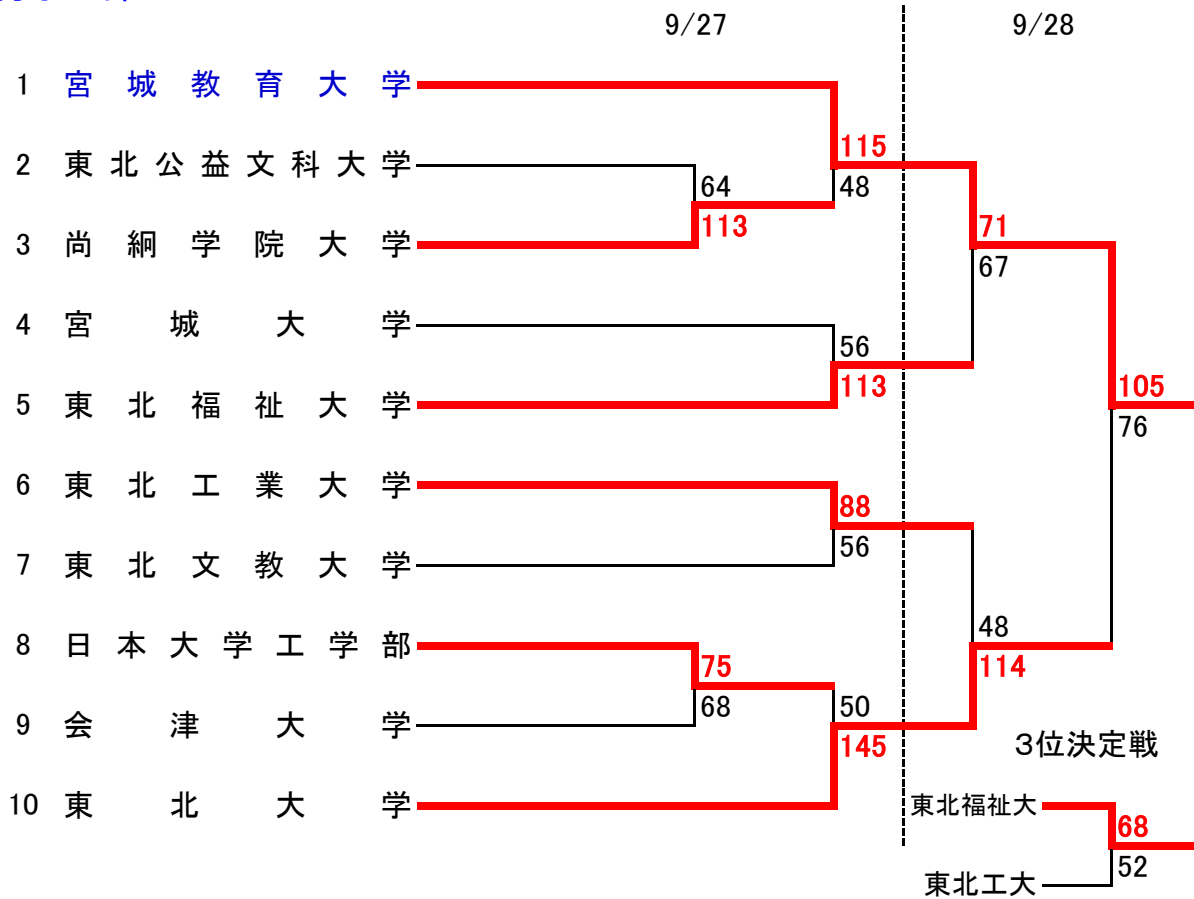 9/27 9/28
1 宮城教育大学
115
2 東北公益文科大学
64 48
113 71
3 尚絅学院大学
67
4 宮城大学
56
113 105
5 東北福祉大学
76
6 東北工業大学
88
56
7 東北文教大学
48
8 日本大学工学部
75 114
68 50
9 会津大学
145 3位決定戦
10 東北大学
東北福祉大
68
52
東北工大